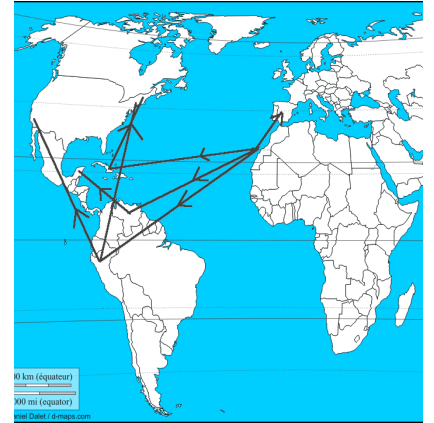 00 km (équateur)
000 mi (equator)
niel Dalet / d-maps.com